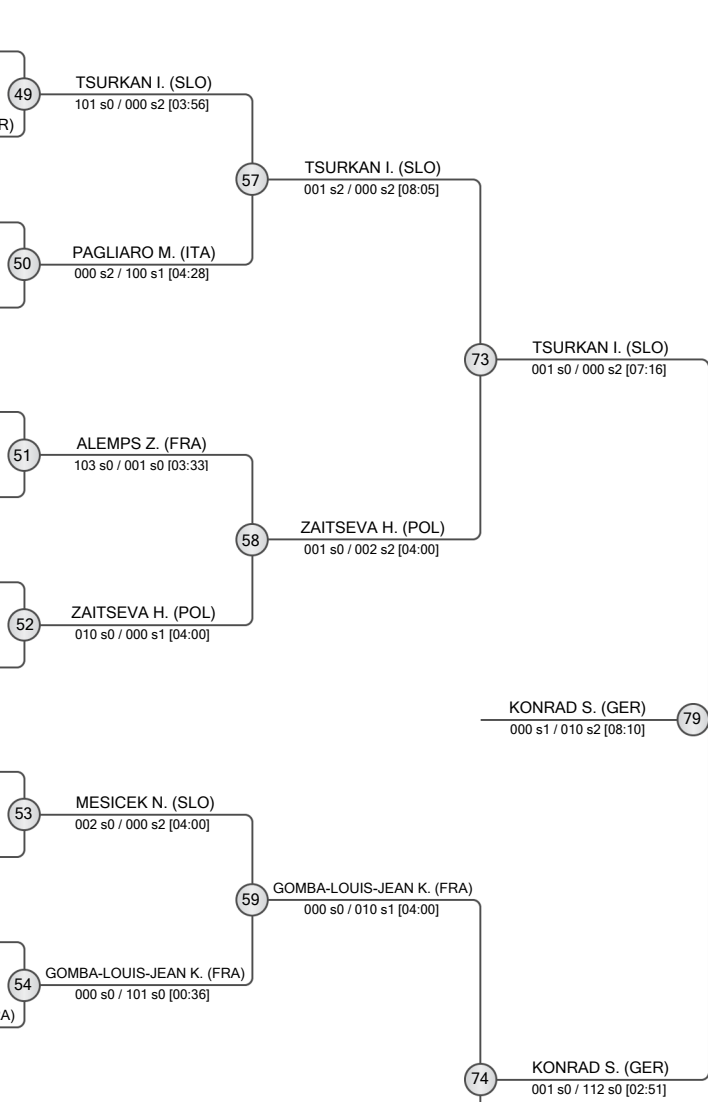 TSURKAN I. (SLO)
49
101 s0 / 000 s2 [03:56]
R)
TSURKAN I. (SLO)
57
001 s2 / 000 s2 [08:05]
PAGLIARO M. (ITA)
50
000 s2 / 100 s1 [04:28]
TSURKAN I. (SLO)
73
001 s0 / 000 s2 [07:16]
ALEMPS Z. (FRA)
51
103 s0 / 001 s0 [03:33]
ZAITSEVA H. (POL)
58
001 s0 / 002 s2 [04:00]
ZAITSEVA H. (POL)
52
010 s0 / 000 s1 [04:00]
KONRAD S. (GER)
79
000 s1 / 010 s2 [08:10]
MESICEK N. (SLO)
53
002 s0 / 000 s2 [04:00]
GOMBA-LOUIS-JEAN K. (FRA)
59
000 s0 / 010 s1 [04:00]
GOMBA-LOUIS-JEAN K. (FRA)
54
000 s0 / 101 s0 [00:36]
A)
KONRAD S. (GER)
74
001 s0 / 112 s0 [02:51]